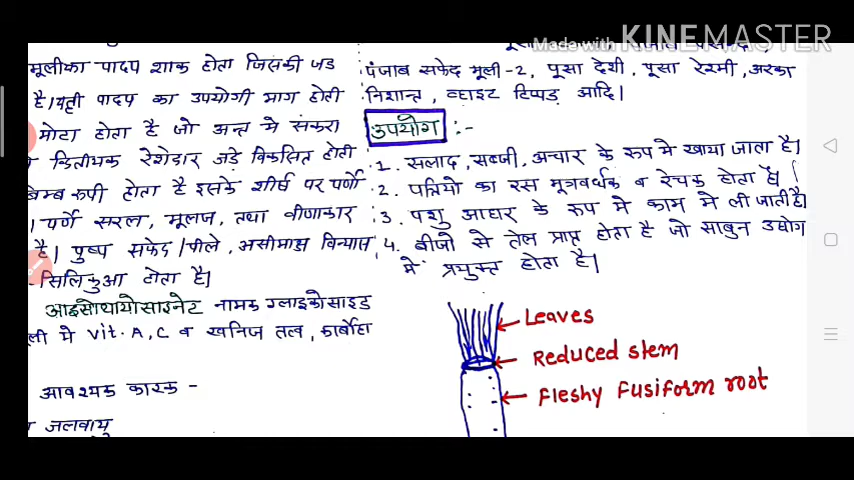 Made with KINEMASTER
मूलीका पादप शाक होता जिसकी जड
है। यही पादप का उपयोगी भाग होती
मोटा होता है जो अन्त मे संकरा
द्वितीयक रेशेदार जड़े विकसित होती
बिम्ब रुपी होता है इसके शीर्ष पर पर्णो
। पर्ण सरल, मूलज, तथा वीणाकार
है। पुष्प सफेद/पीले, असीमाक्ष विन्यास,
सिलिकुआ होता है।
आइसोथायोसाइनेट नामक ग्लाइकोसाइड
ली मे Vit. A, C व खनिज तत्व, कार्बोहा
आवश्यक कारक -
जलवायु
पंजाब सफेद मूली-2, पूसा देशी, पूसा रेश्मी, अरका
निशान्त, व्हाइट टिप्पड़ आदि।
उपयोग :-
1. सलाद, सब्जी, अचार के रूप मे खाया जाता है।
2. पत्तियो का रस मूत्रवर्धक व रेचक होता है।
3. पशु आधार के रूप मे काम मे ली जाती है।
4. बीजो से तेल प्राप्त होता है जो साबुन उद्योग
मे प्रयुक्त होता है।
Leaves
Reduced stem
Fleshy Fusiform root